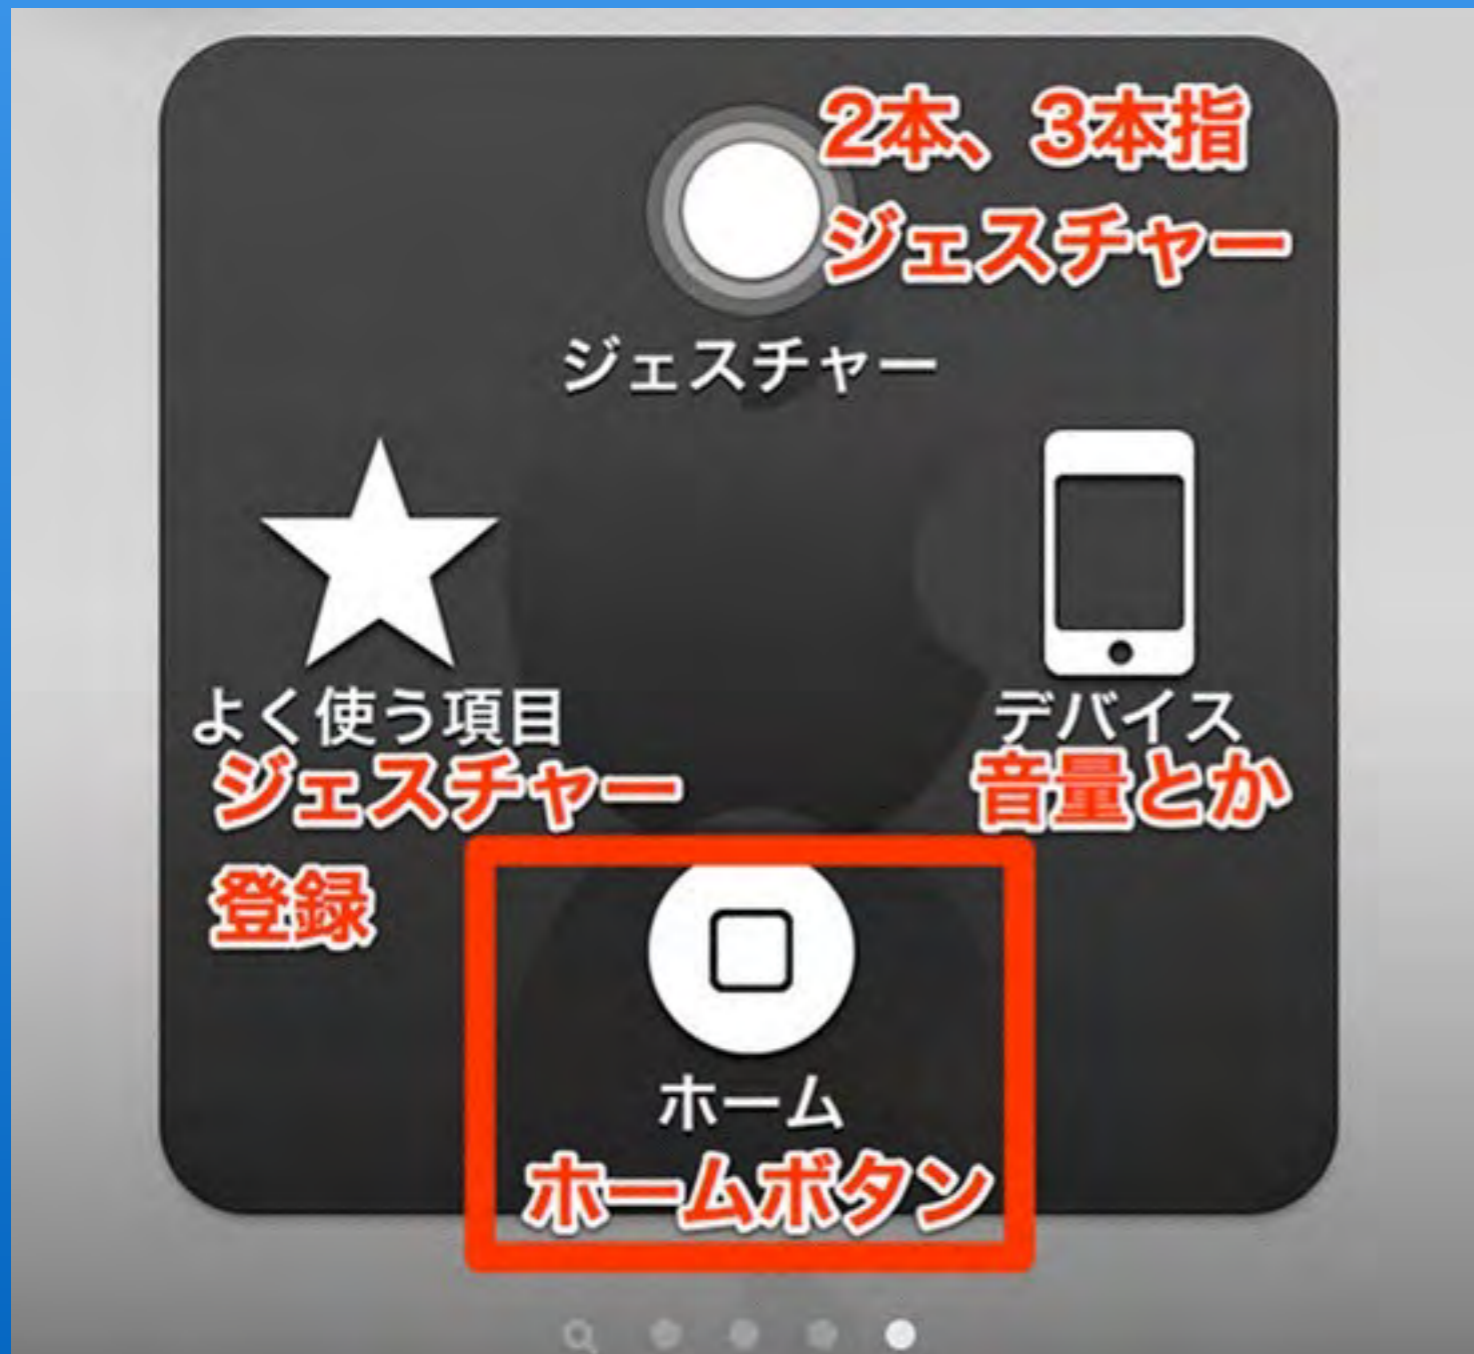 2本、3本指
ジェスチャー
ジェスチャー
よく使う項目
ジェスチャー
登録
デバイス
音量とか
ホーム
ホームボタン